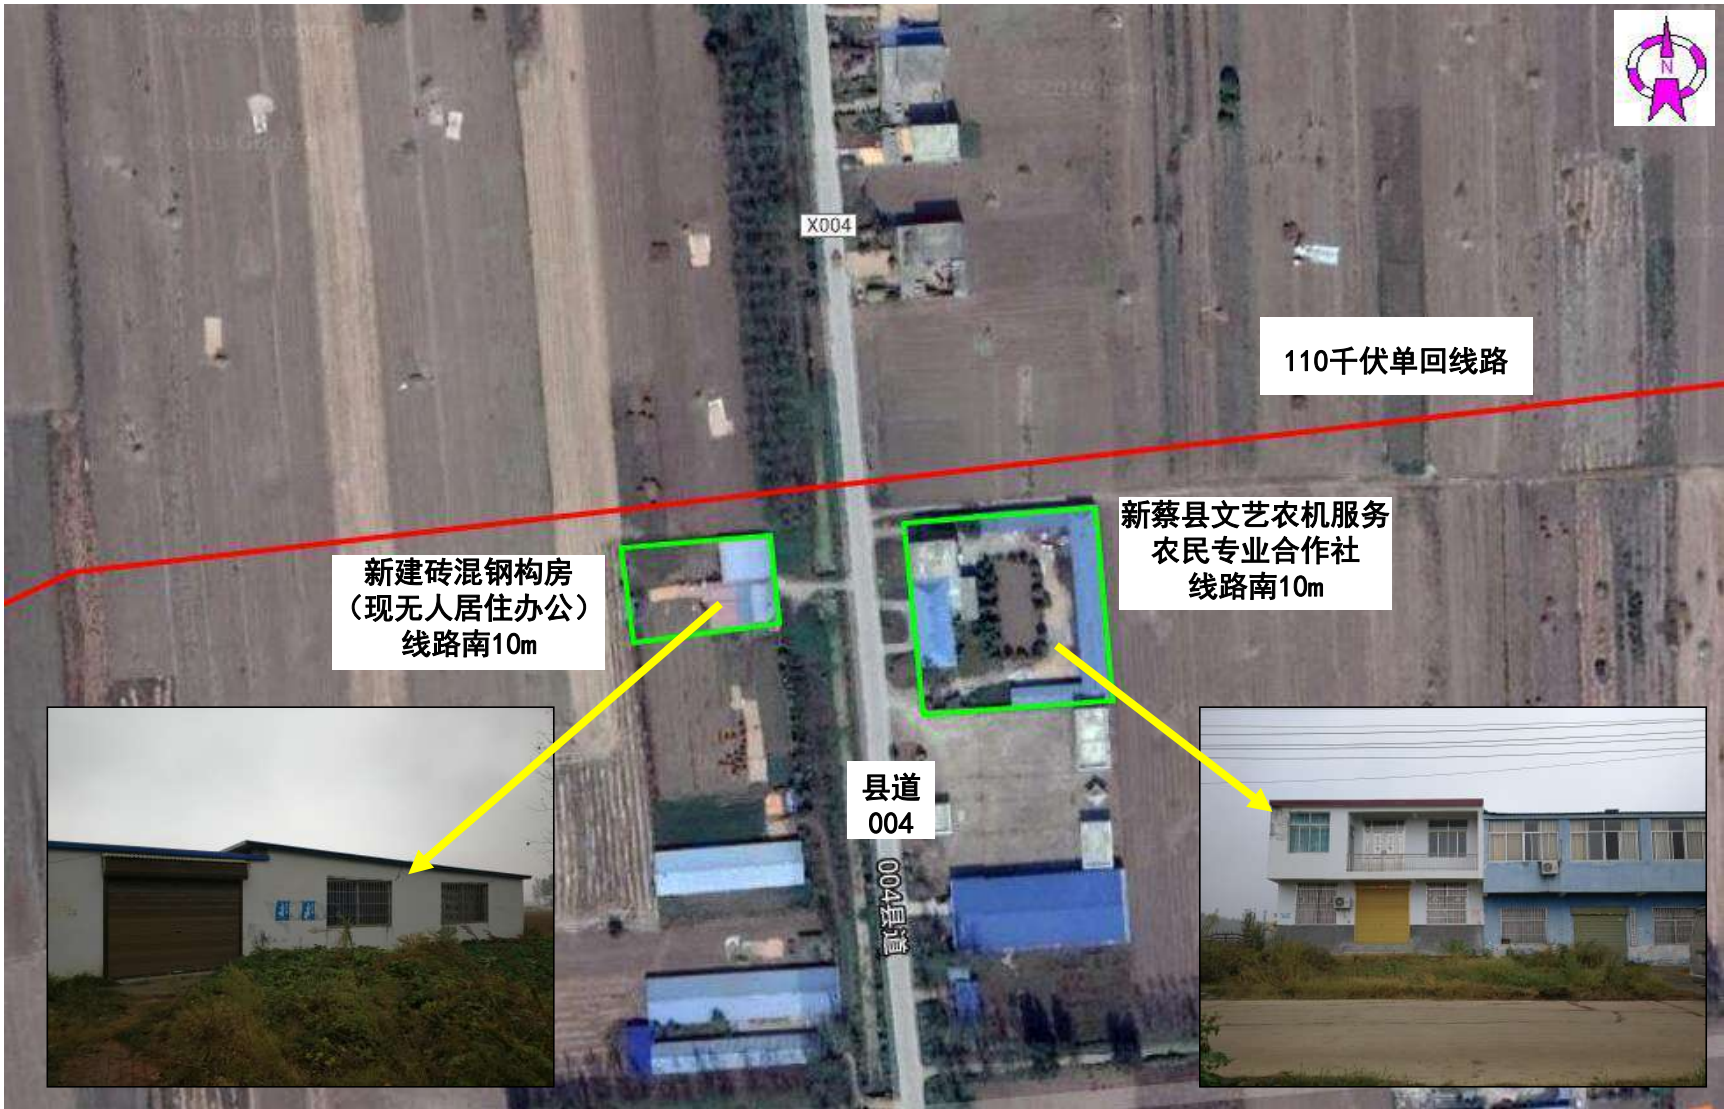 N
X004
110千伏单回线路
新蔡县文艺农机服务
农民专业合作社
线路南10m
新建砖混钢构房
（现无人居住办公）
线路南10m
县道
004
004县道